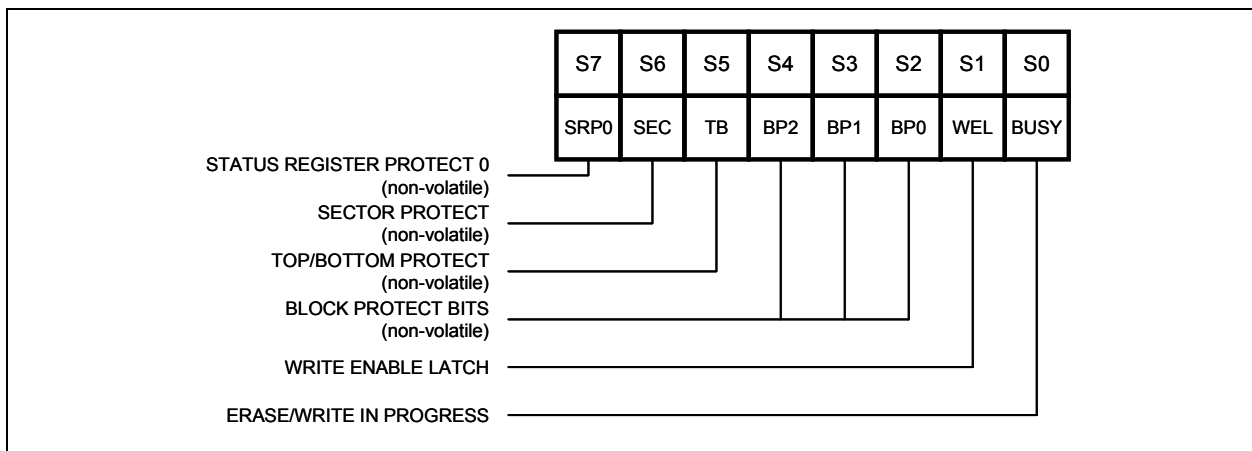 S7 S6 S5 S4 S3 S2 S1 S0
SRP0 SEC TB BP2 BP1 BP0 WEL BUSY
STATUS REGISTER PROTECT 0
(non-volatile)
SECTOR PROTECT
(non-volatile)
TOP/BOTTOM PROTECT
(non-volatile)
BLOCK PROTECT BITS
(non-volatile)
WRITE ENABLE LATCH
ERASE/WRITE IN PROGRESS